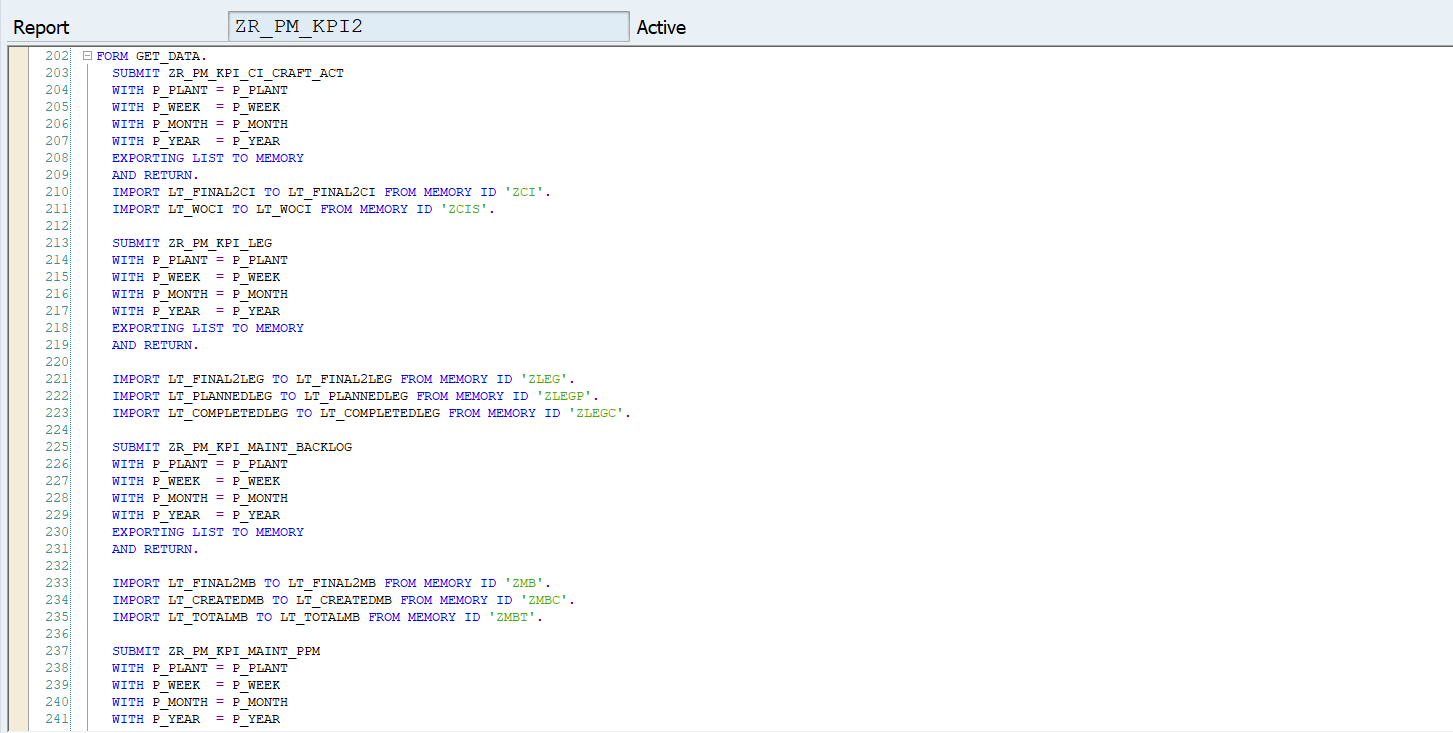 Report ZR_PM_KPI2 Active
202 FORM GET_DATA.
203 SUBMIT ZR_PM_KPI_CI_CRAFT_ACT
204 WITH P_PLANT = P_PLANT
205 WITH P_WEEK = P_WEEK
206 WITH P_MONTH = P_MONTH
207 WITH P_YEAR = P_YEAR
208 EXPORTING LIST TO MEMORY
209 AND RETURN.
210 IMPORT LT_FINAL2CI TO LT_FINAL2CI FROM MEMORY ID 'ZCI'.
211 IMPORT LT_WOCI TO LT_WOCI FROM MEMORY ID 'ZCIS'.
212
213 SUBMIT ZR_PM_KPI_LEG
214 WITH P_PLANT = P_PLANT
215 WITH P_WEEK = P_WEEK
216 WITH P_MONTH = P_MONTH
217 WITH P_YEAR = P_YEAR
218 EXPORTING LIST TO MEMORY
219 AND RETURN.
220
221 IMPORT LT_FINAL2LEG TO LT_FINAL2LEG FROM MEMORY ID 'ZLEG'.
222 IMPORT LT_PLANNEDLEG TO LT_PLANNEDLEG FROM MEMORY ID 'ZLEGP'.
223 IMPORT LT_COMPLETEDLEG TO LT_COMPLETEDLEG FROM MEMORY ID 'ZLEGC'.
224
225 SUBMIT ZR_PM_KPI_MAINT_BACKLOG
226 WITH P_PLANT = P_PLANT
227 WITH P_WEEK = P_WEEK
228 WITH P_MONTH = P_MONTH
229 WITH P_YEAR = P_YEAR
230 EXPORTING LIST TO MEMORY
231 AND RETURN.
232
233 IMPORT LT_FINAL2MB TO LT_FINAL2MB FROM MEMORY ID 'ZMB'.
234 IMPORT LT_CREATEDMB TO LT_CREATEDMB FROM MEMORY ID 'ZMBC'.
235 IMPORT LT_TOTALMB TO LT_TOTALMB FROM MEMORY ID 'ZMBT'.
236
237 SUBMIT ZR_PM_KPI_MAINT_PPM
238 WITH P_PLANT = P_PLANT
239 WITH P_WEEK = P_WEEK
240 WITH P_MONTH = P_MONTH
241 WITH P_YEAR = P_YEAR